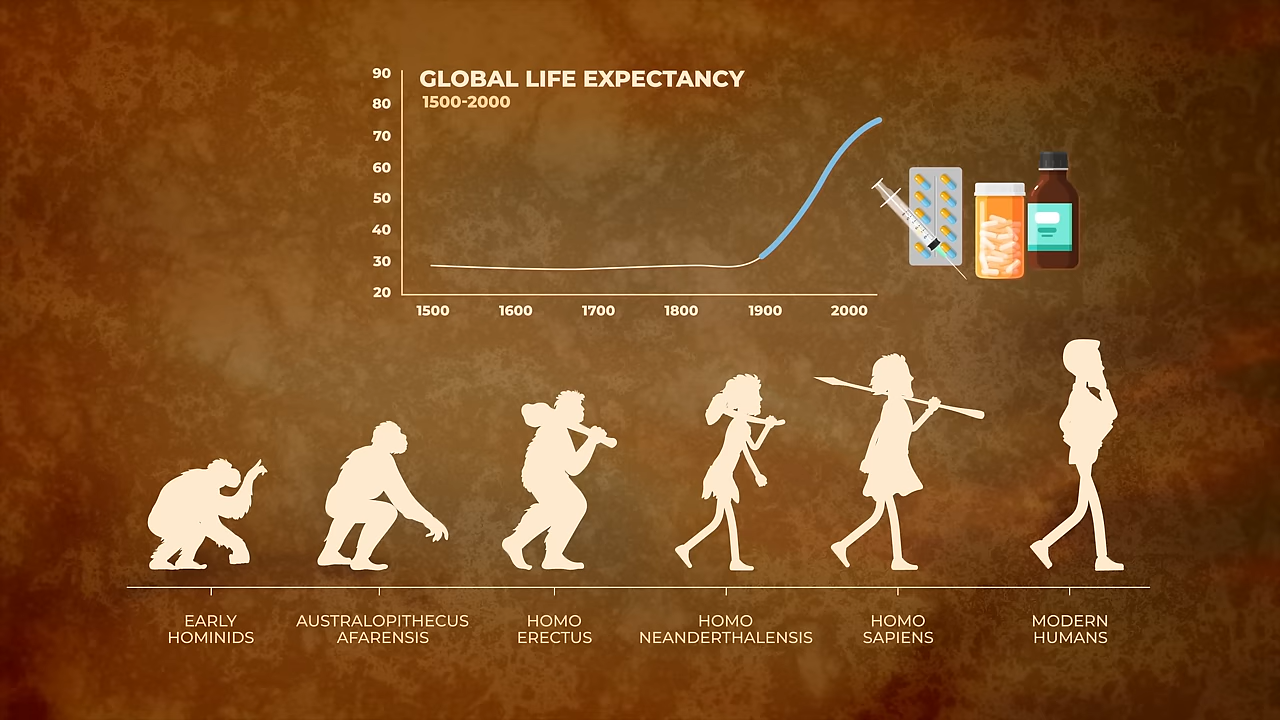 GLOBAL LIFE EXPECTANCY
1500-2000
90
80
70
60
50
40
30
20
1500 1600 1700 1800 1900 2000
EARLY
HOMINIDS
AUSTRALOPITHECUS
AFARENSIS
HOMO
ERECTUS
HOMO
NEANDERTHALENSIS
HOMO
SAPIENS
MODERN
HUMANS